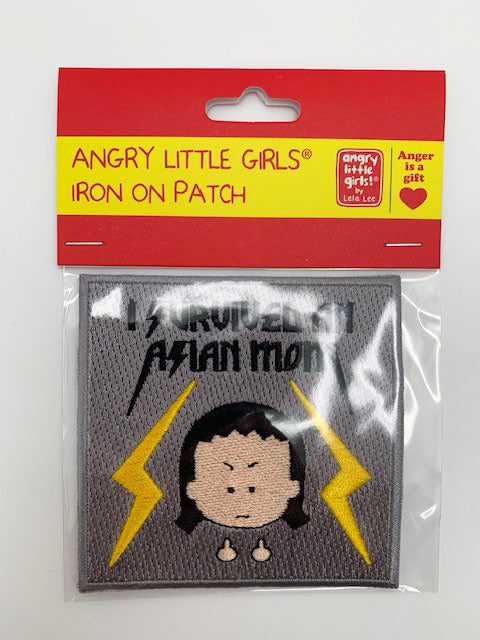 ANGRY LITTLE GIRLS®
IRON ON PATCH
angry
little
girls!®
by
Lela Lee
Anger
is a
gift
I SURVIVED AN
ASIAN MOM